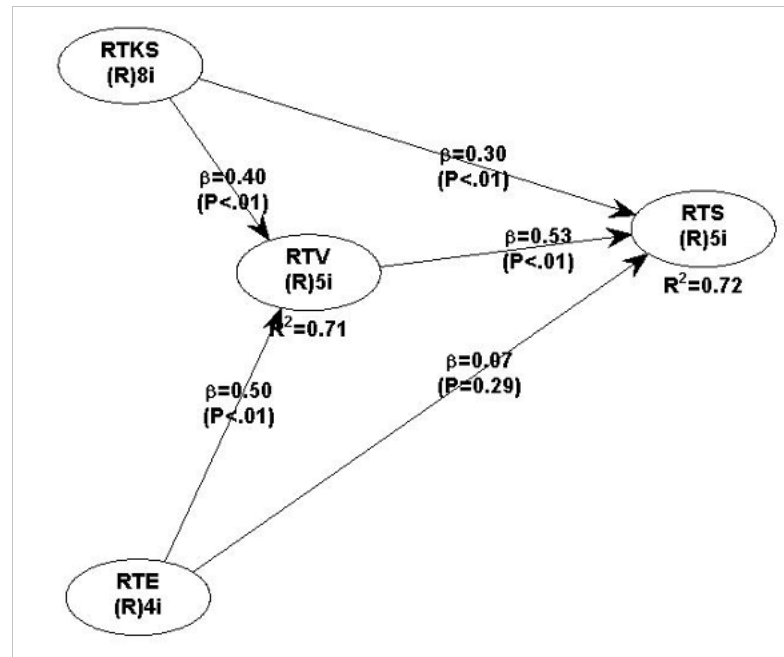 RTKS
(R)8i
β=0.30
(P<.01)
β=0.40
(P<.01)
RTS
(R)5i
R²=0.72
β=0.53
(P<.01)
RTV
(R)5i
R²=0.71
β=0.07
(P=0.29)
β=0.50
(P<.01)
RTE
(R)4i